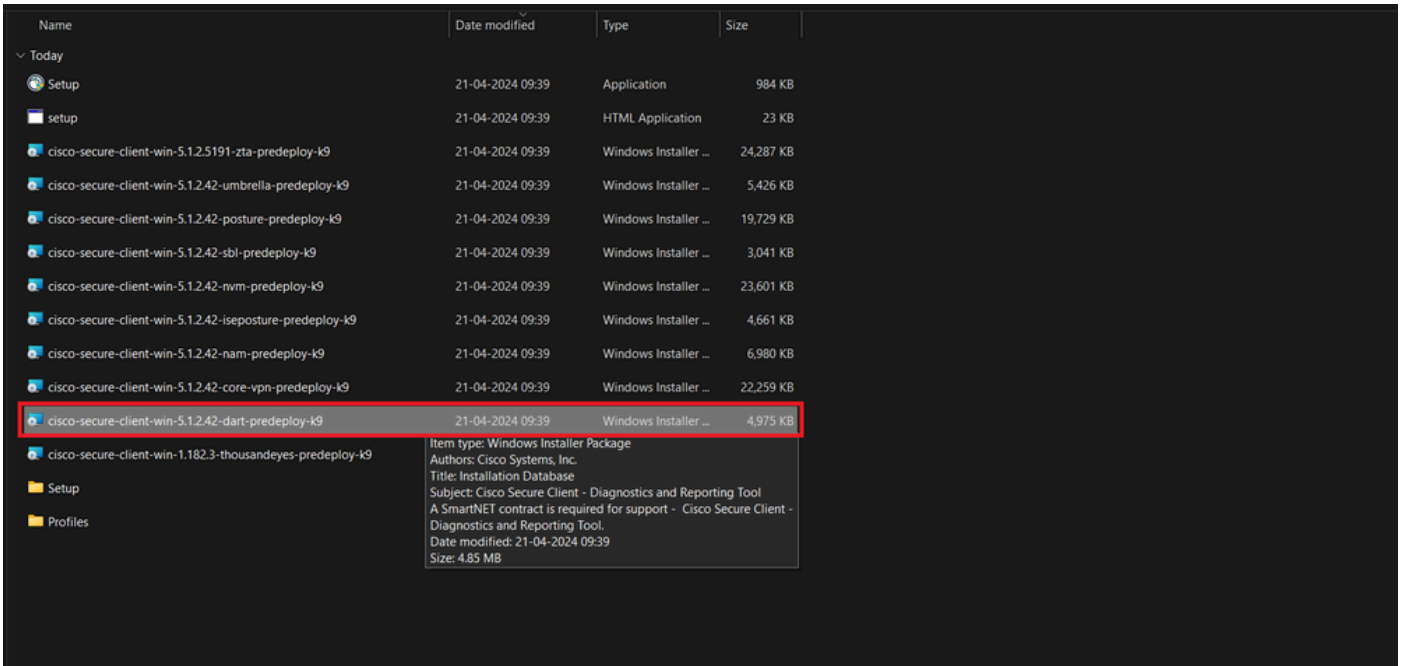 Name Date modified Type Size
Today
Setup 21-04-2024 09:39 Application 984 KB
setup 21-04-2024 09:39 HTML Application 23 KB
cisco-secure-client-win-5.1.2.5191-zta-predeploy-k9 21-04-2024 09:39 Windows Installer ... 24,287 KB
cisco-secure-client-win-5.1.2.42-umbrella-predeploy-k9 21-04-2024 09:39 Windows Installer ... 5,426 KB
cisco-secure-client-win-5.1.2.42-posture-predeploy-k9 21-04-2024 09:39 Windows Installer ... 19,729 KB
cisco-secure-client-win-5.1.2.42-sbl-predeploy-k9 21-04-2024 09:39 Windows Installer ... 3,041 KB
cisco-secure-client-win-5.1.2.42-nvm-predeploy-k9 21-04-2024 09:39 Windows Installer ... 23,601 KB
cisco-secure-client-win-5.1.2.42-iseposture-predeploy-k9 21-04-2024 09:39 Windows Installer ... 4,661 KB
cisco-secure-client-win-5.1.2.42-nam-predeploy-k9 21-04-2024 09:39 Windows Installer ... 6,980 KB
cisco-secure-client-win-5.1.2.42-core-vpn-predeploy-k9 21-04-2024 09:39 Windows Installer ... 22,259 KB
cisco-secure-client-win-5.1.2.42-dart-predeploy-k9 21-04-2024 09:39 Windows Installer ... 4,975 KB
cisco-secure-client-win-1.182.3-thousandeyes-predeploy-k9
Setup
Profiles
Item type: Windows Installer Package
Authors: Cisco Systems, Inc.
Title: Installation Database
Subject: Cisco Secure Client - Diagnostics and Reporting Tool
A SmartNET contract is required for support - Cisco Secure Client -
Diagnostics and Reporting Tool.
Date modified: 21-04-2024 09:39
Size: 4.85 MB